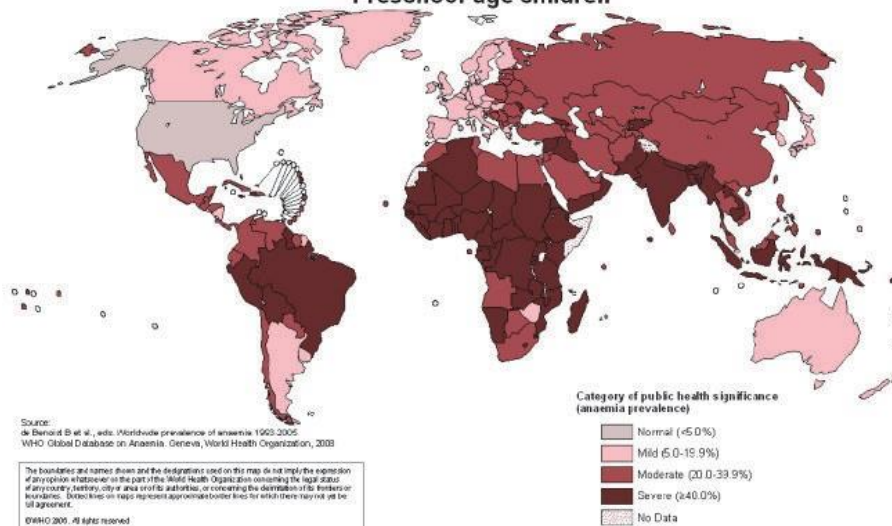 Preschool-age children
Category of public health significance
(anaemia prevalence)
Normal (<5.0%)
Mild (5.0-19.9%)
Moderate (20.0-39.9%)
Severe (≥40.0%)
No Data
Source:
de Benoist B et al., eds. Worldwide prevalence of anaemia 1993-2005.
WHO Global Database on Anaemia. Geneva, World Health Organization, 2008
The boundaries and names shown and the designations used on this map do not imply the expression
of any opinion whatsoever on the part of the World Health Organization concerning the legal status
of any country, territory, city or area or of its authorities, or concerning the delimitation of its frontiers or
boundaries. Dotted lines on maps represent approximate border lines for which there may not yet be
full agreement.
©WHO 2008. All rights reserved